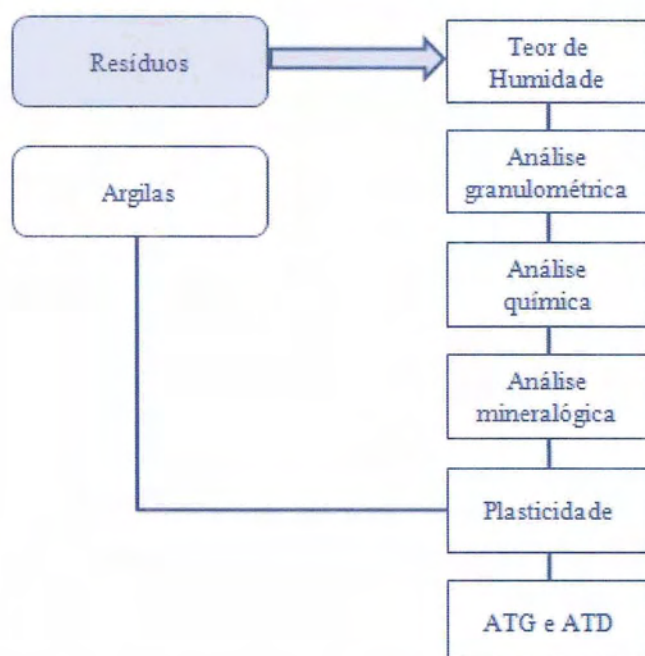 Resíduos
Teor de
Humidade
Argilas
Análise
granulométrica
Análise
química
Análise
mineralógica
Plasticidade
ATG e ATD